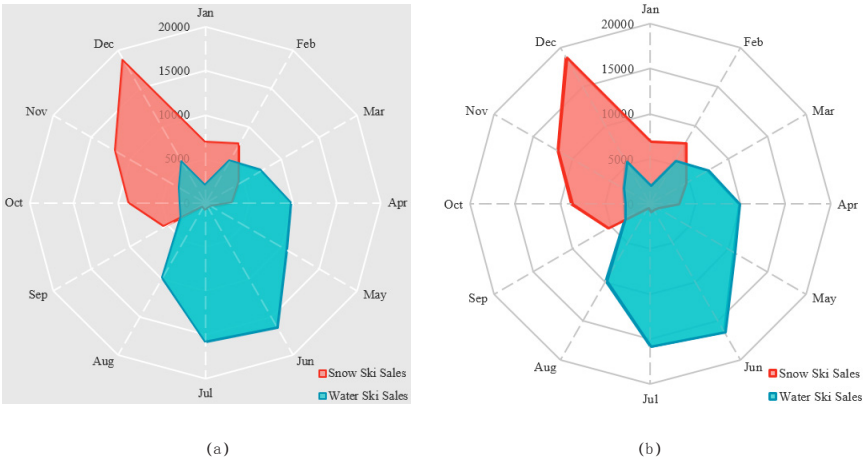 Jan
20000
Dec
Feb
15000
Nov
10000
Mar
5000
Oct
Apr
Sep
May
Aug
Jun
Jul
Snow Ski Sales
Water Ski Sales
(a)
Jan
20000
Dec
Feb
15000
Nov
10000
Mar
5000
Oct
Apr
Sep
May
Aug
Jun
Jul
Snow Ski Sales
Water Ski Sales
(b)